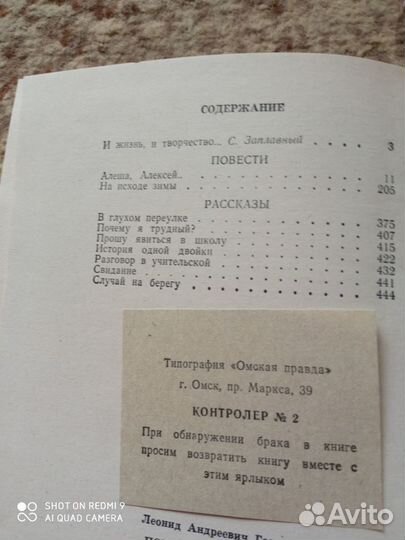 СОДЕРЖАНИЕ
И жизнь, и творчество... С. Заплавный . . . . 3
ПОВЕСТИ
Алеша, Алексей.. . . . . . . . . 11
На исходе зимы . . . . . . . . . 205
РАССКАЗЫ
В глухом переулке . . . . . . . . 375
Почему я трудный? . . . . . . . . 407
Прошу явиться в школу . . . . . . . 415
История одной двойки . . . . . . . 422
Разговор в учительской . . . . . . . 432
Свидание . . . . . . . . . . 441
Случай на берегу . . . . . . . . 444
Типография «Омская правда»
г. Омск, пр. Маркса, 39
КОНТРОЛЕР № 2
При обнаружении брака в книге
просим возвратить книгу вместе с
этим ярлыком
Леонид Андреевич
SHOT ON REDMI 9
AI QUAD CAMERA
Avito